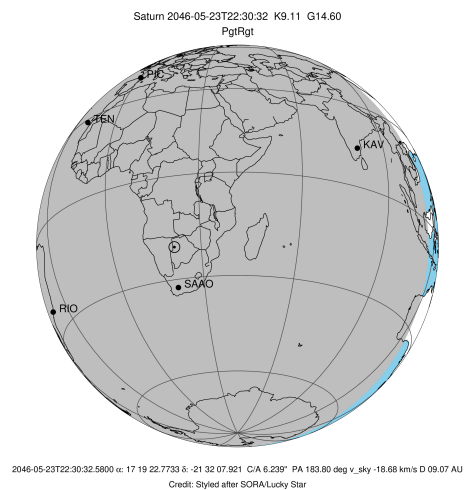 Saturn 2046-05-23T22:30:32 K9.11 G14.60
PgtRgt
PIC
TEN
KAV
SAAO
RIO
2046-05-23T22:30:32.5800 α: 17 19 22.7733 δ: -21 32 07.921 C/A 6.239" PA 183.80 deg v_sky -18.68 km/s D 09.07 AU
Credit: Styled after SORA/Lucky Star